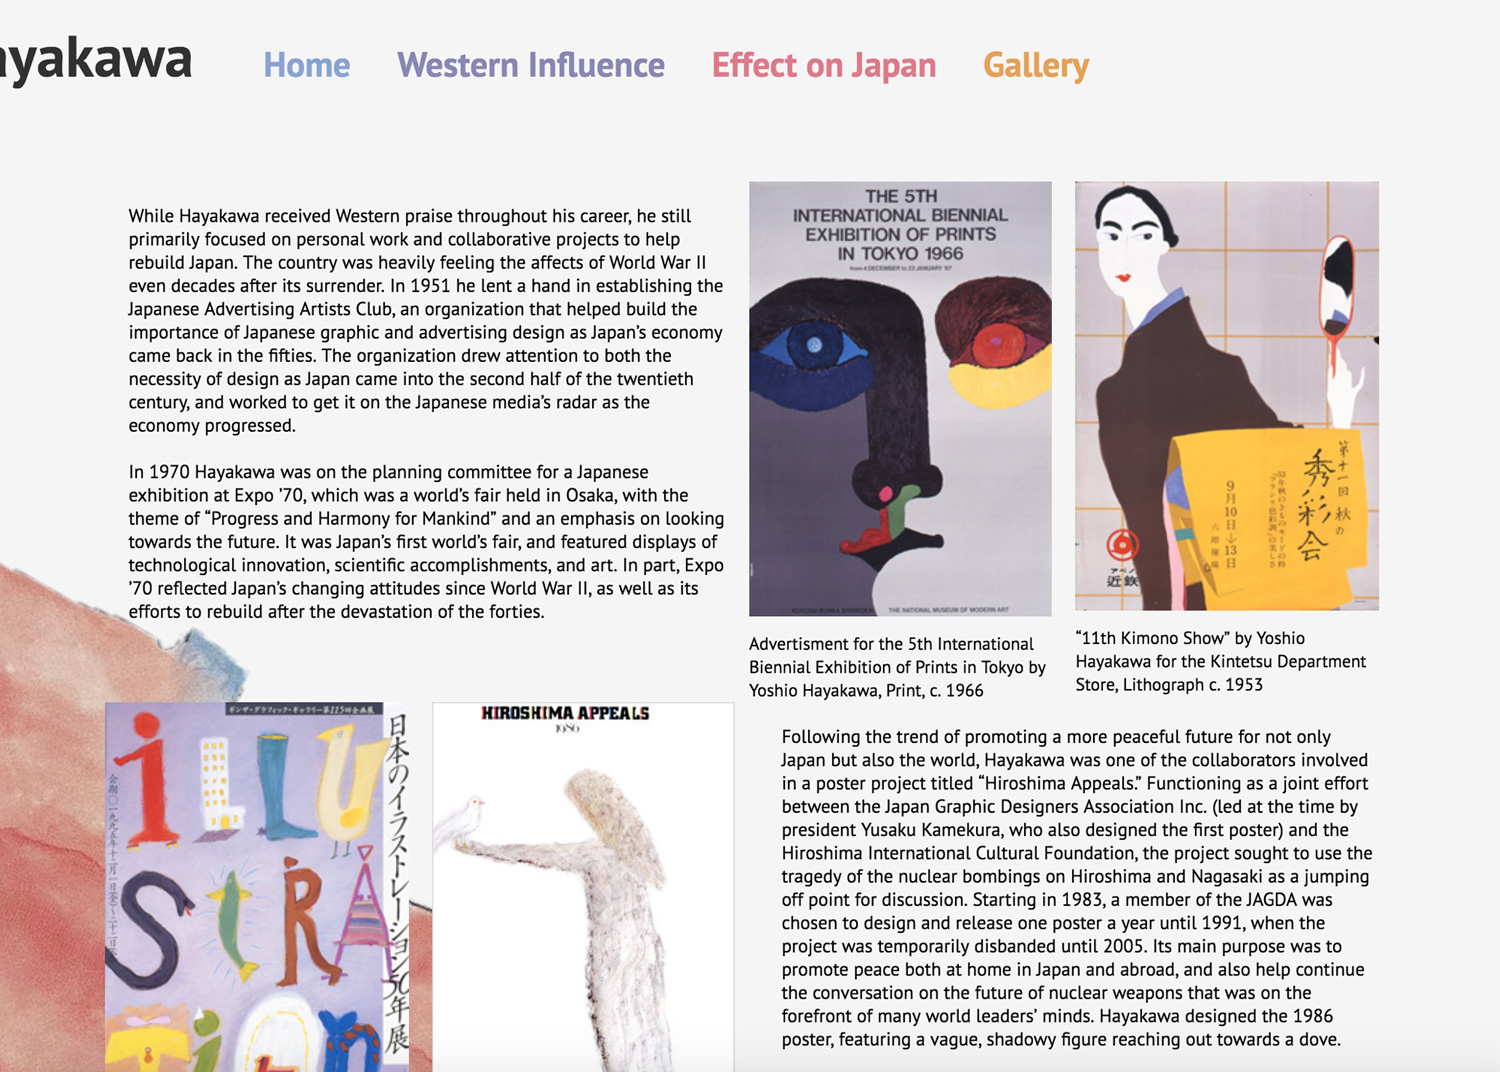 ayakawa
Home
Western Influence
Effect on Japan
Gallery
While Hayakawa received Western praise throughout his career, he still
primarily focused on personal work and collaborative projects to help
rebuild Japan. The country was heavily feeling the affects of World War II
even decades after its surrender. In 1951 he lent a hand in establishing the
Japanese Advertising Artists Club, an organization that helped build the
importance of Japanese graphic and advertising design as Japan's economy
came back in the fifties. The organization drew attention to both the
necessity of design as Japan came into the second half of the twentieth
century, and worked to get it on the Japanese media's radar as the
economy progressed.
In 1970 Hayakawa was on the planning committee for a Japanese
exhibition at Expo '70, which was a world's fair held in Osaka, with the
theme of “Progress and Harmony for Mankind” and an emphasis on looking
towards the future. It was Japan's first world's fair, and featured displays of
technological innovation, scientific accomplishments, and art. In part, Expo
'70 reflected Japan's changing attitudes since World War II, as well as its
efforts to rebuild after the devastation of the forties.
THE 5TH
INTERNATIONAL BIENNIAL
EXHIBITION OF PRINTS
IN TOKYO 1966
from 4 DECEMBER to 22 JANUARY '67
THE NATIONAL MUSEUM OF MODERN ART
Advertisment for the 5th International
Biennial Exhibition of Prints in Tokyo by
Yoshio Hayakawa, Print, c. 1966
第十一回 秋の
秀彩会
9月10日→13日
六階催場
アベノ
近鉄
“11th Kimono Show” by Yoshio
Hayakawa for the Kintetsu Department
Store, Lithograph c. 1953
ギンザ・グラフィック・ギャラリー第115回企画展
日本のイラストレーション50年展
iLLU
StRA
TiOn
HIROSHIMA APPEALS
1986
Following the trend of promoting a more peaceful future for not only
Japan but also the world, Hayakawa was one of the collaborators involved
in a poster project titled “Hiroshima Appeals.” Functioning as a joint effort
between the Japan Graphic Designers Association Inc. (led at the time by
president Yusaku Kamekura, who also designed the first poster) and the
Hiroshima International Cultural Foundation, the project sought to use the
tragedy of the nuclear bombings on Hiroshima and Nagasaki as a jumping
off point for discussion. Starting in 1983, a member of the JAGDA was
chosen to design and release one poster a year until 1991, when the
project was temporarily disbanded until 2005. Its main purpose was to
promote peace both at home in Japan and abroad, and also help continue
the conversation on the future of nuclear weapons that was on the
forefront of many world leaders' minds. Hayakawa designed the 1986
poster, featuring a vague, shadowy figure reaching out towards a dove.